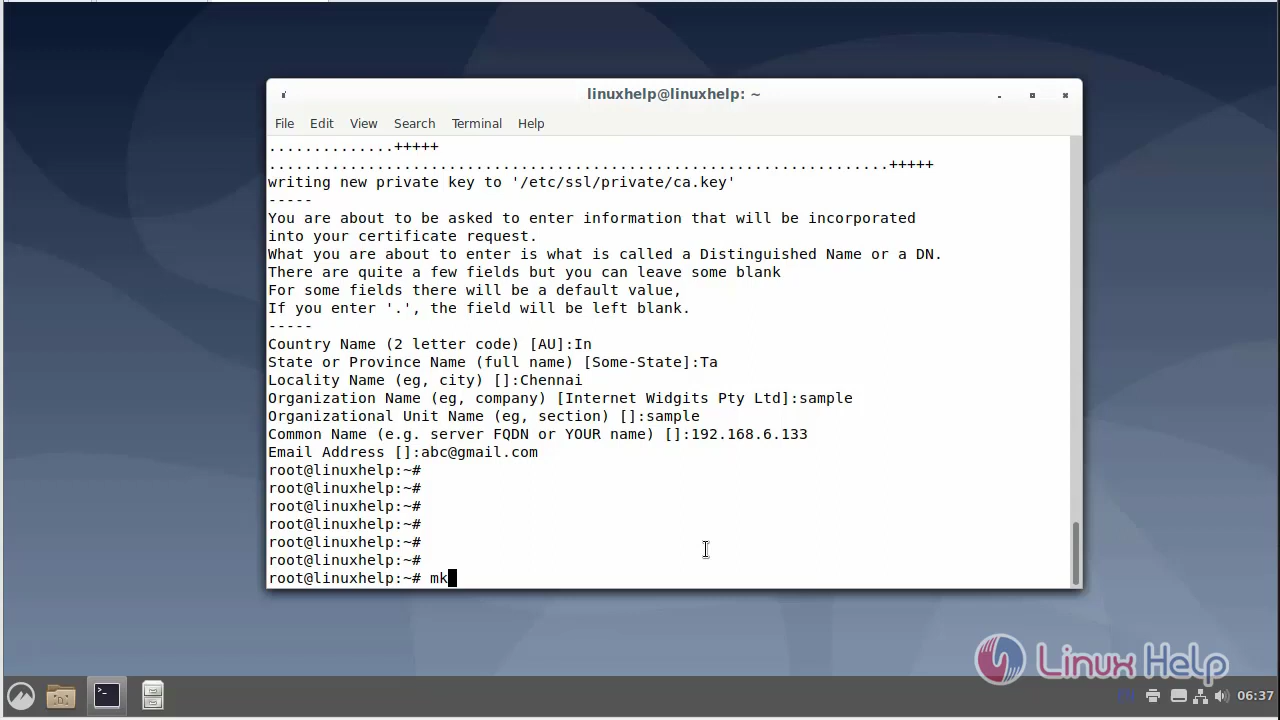 linuxhelp@linuxhelp: ~
File Edit View Search Terminal Help
..............+++++
.....................................................................+++++
writing new private key to '/etc/ssl/private/ca.key'
-----
You are about to be asked to enter information that will be incorporated
into your certificate request.
What you are about to enter is what is called a Distinguished Name or a DN.
There are quite a few fields but you can leave some blank
For some fields there will be a default value,
If you enter '.', the field will be left blank.
-----
Country Name (2 letter code) [AU]:In
State or Province Name (full name) [Some-State]:Ta
Locality Name (eg, city) []:Chennai
Organization Name (eg, company) [Internet Widgits Pty Ltd]:sample
Organizational Unit Name (eg, section) []:sample
Common Name (e.g. server FQDN or YOUR name) []:192.168.6.133
Email Address []:abc@gmail.com
root@linuxhelp:~#
root@linuxhelp:~#
root@linuxhelp:~#
root@linuxhelp:~#
root@linuxhelp:~#
root@linuxhelp:~#
root@linuxhelp:~# mk
Linux Help
06:37